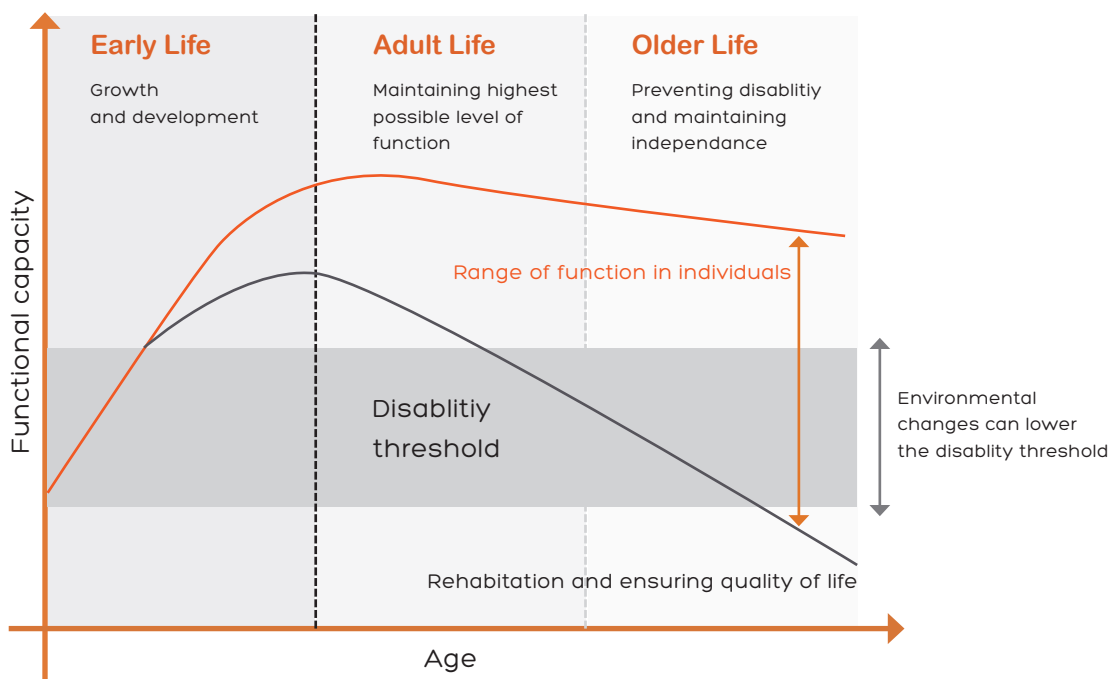 Early Life
Growth
and development
Adult Life
Maintaining highest
possible level of
function
Older Life
Preventing disablitiy
and maintaining
independance
Functional capacity
Range of function in individuals
Disablitiy
threshold
Environmental
changes can lower
the disablity threshold
Rehabitation and ensuring quality of life
Age